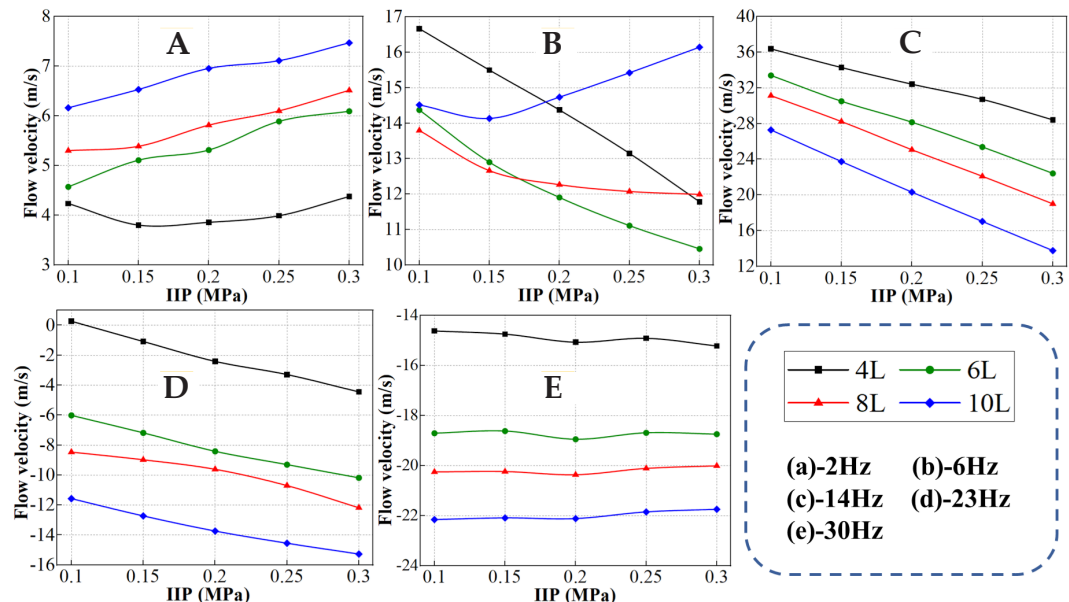 A
Flow velocity (m/s)
8
7
6
5
4
3
0.1 0.15 0.2 0.25 0.3
IIP (MPa)
B
Flow velocity (m/s)
17
16
15
14
13
12
11
10
0.1 0.15 0.2 0.25 0.3
IIP (MPa)
C
Flow velocity (m/s)
36
32
28
24
20
16
12
0.1 0.15 0.2 0.25 0.3
IIP (MPa)
D
Flow velocity (m/s)
0
-2
-4
-6
-8
-10
-12
-14
-16
0.1 0.15 0.2 0.25 0.3
IIP (MPa)
E
Flow velocity (m/s)
-14
-16
-18
-20
-22
-24
0.1 0.15 0.2 0.25 0.3
IIP (MPa)
4L 6L
8L 10L
(a)-2Hz (b)-6Hz
(c)-14Hz (d)-23Hz
(e)-30Hz